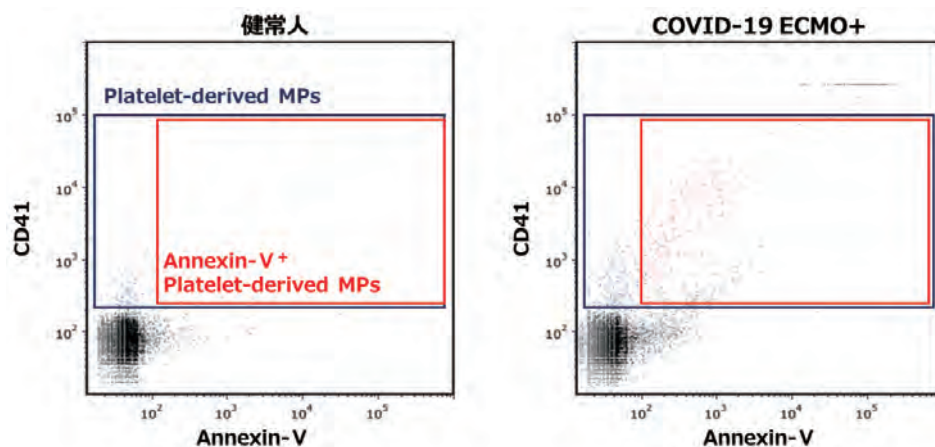 健常人
COVID-19 ECMO+
Platelet-derived MPs
Annexin-V⁺
Platelet-derived MPs
CD41
10⁵
10⁴
10³
10²
10²
10³
10⁴
10⁵
Annexin-V
CD41
10⁵
10⁴
10³
10²
10²
10³
10⁴
10⁵
Annexin-V